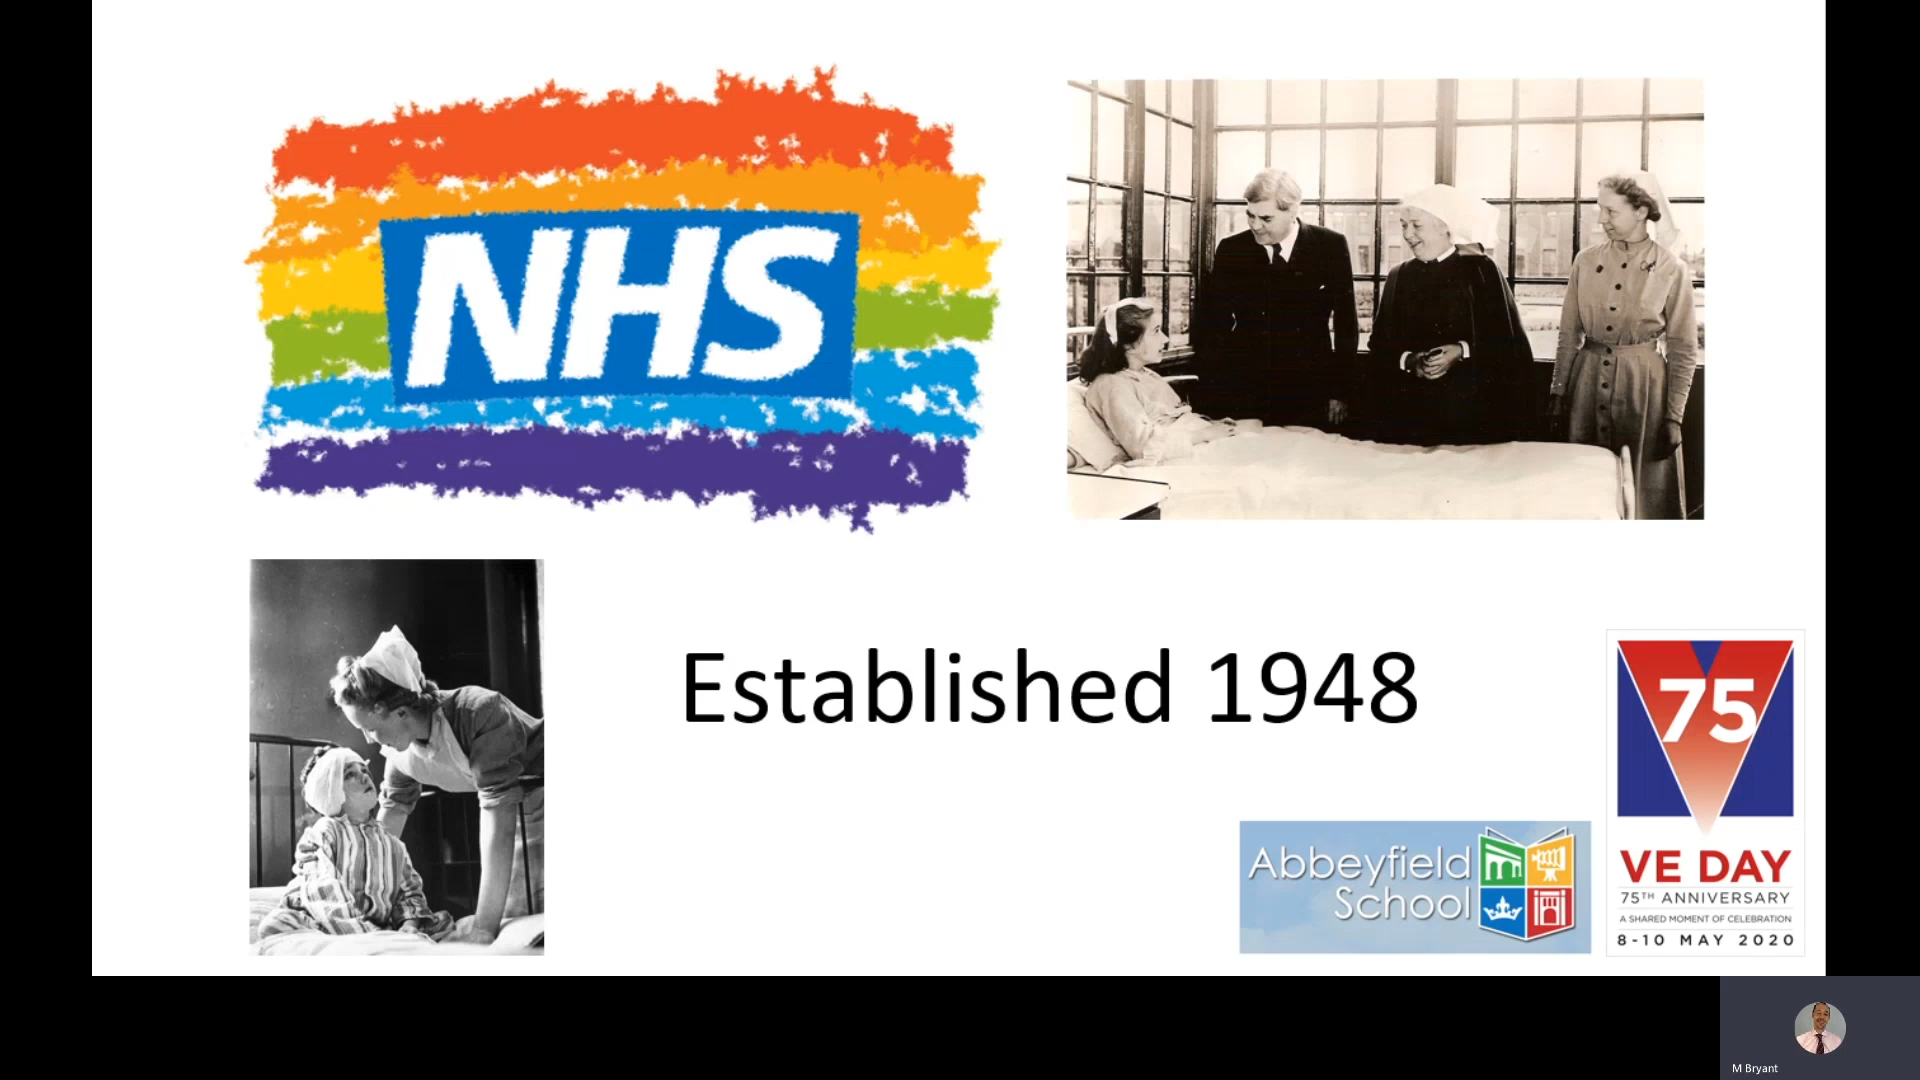 NHS
Established 1948
Abbeyfield
School
75
VE DAY
75TH ANNIVERSARY
A SHARED MOMENT OF CELEBRATION
8-10 MAY 2020
M Bryant